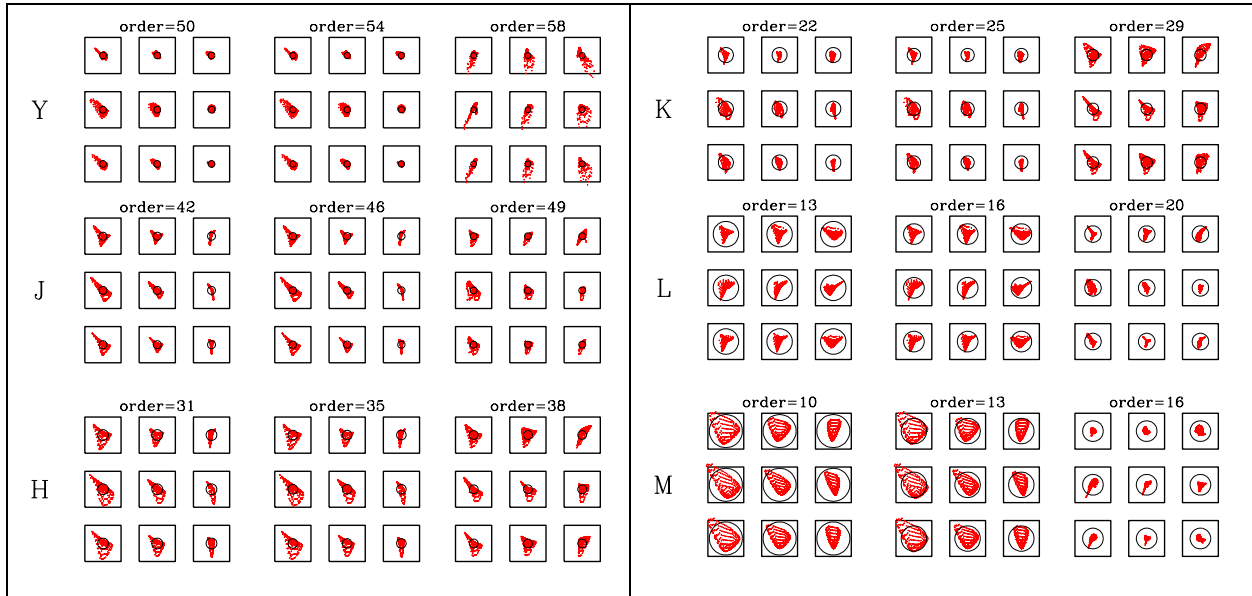 order=50 order=54 order=58
Y
order=42 order=46 order=49
J
order=31 order=35 order=38
H
order=22 order=25 order=29
K
order=13 order=16 order=20
L
order=10 order=13 order=16
M